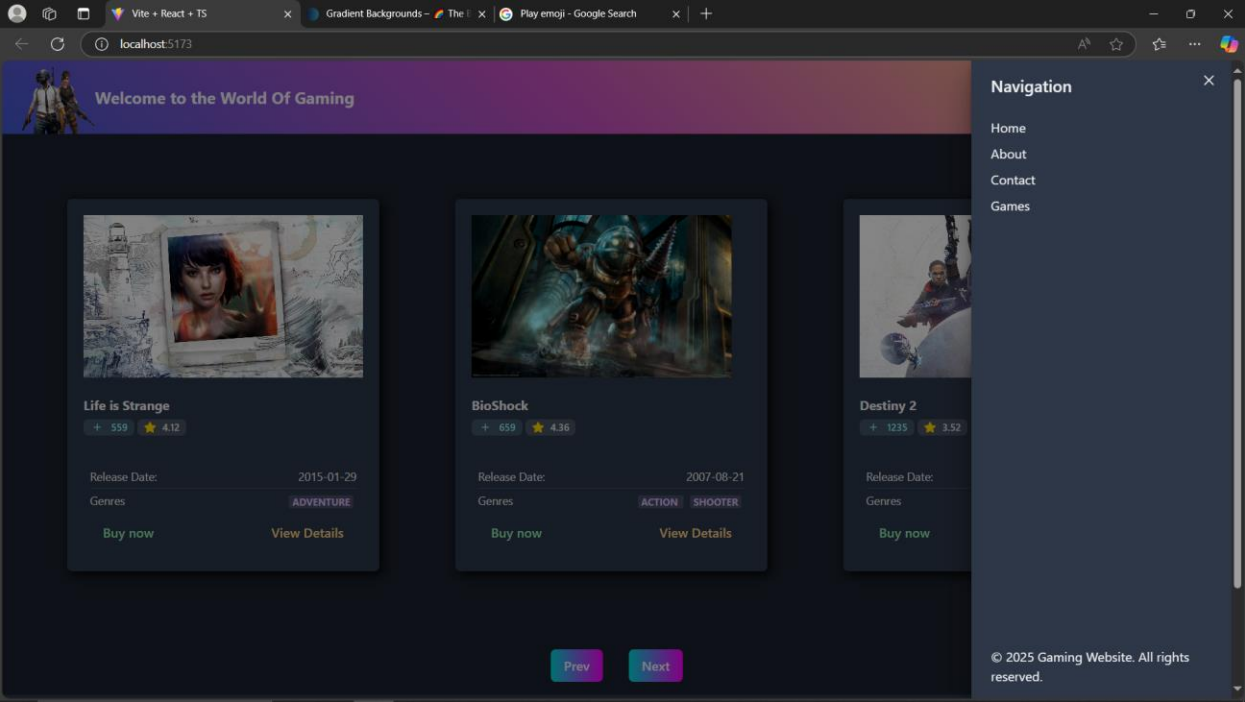 Vite + React + TS
Gradient Backgrounds –
The
Play emoji - Google Search
localhost:5173
Welcome to the World Of Gaming
Navigation
Home
About
Contact
Games
Life is Strange
+ 559
4.12
Release Date: 2015-01-29
Genres ADVENTURE
Buy now View Details
BioShock
+ 659
4.36
Release Date: 2007-08-21
Genres ACTION SHOOTER
Buy now View Details
Destiny 2
+ 1235
3.52
Release Date:
Genres
Buy now
Prev
Next
© 2025 Gaming Website. All rights
reserved.